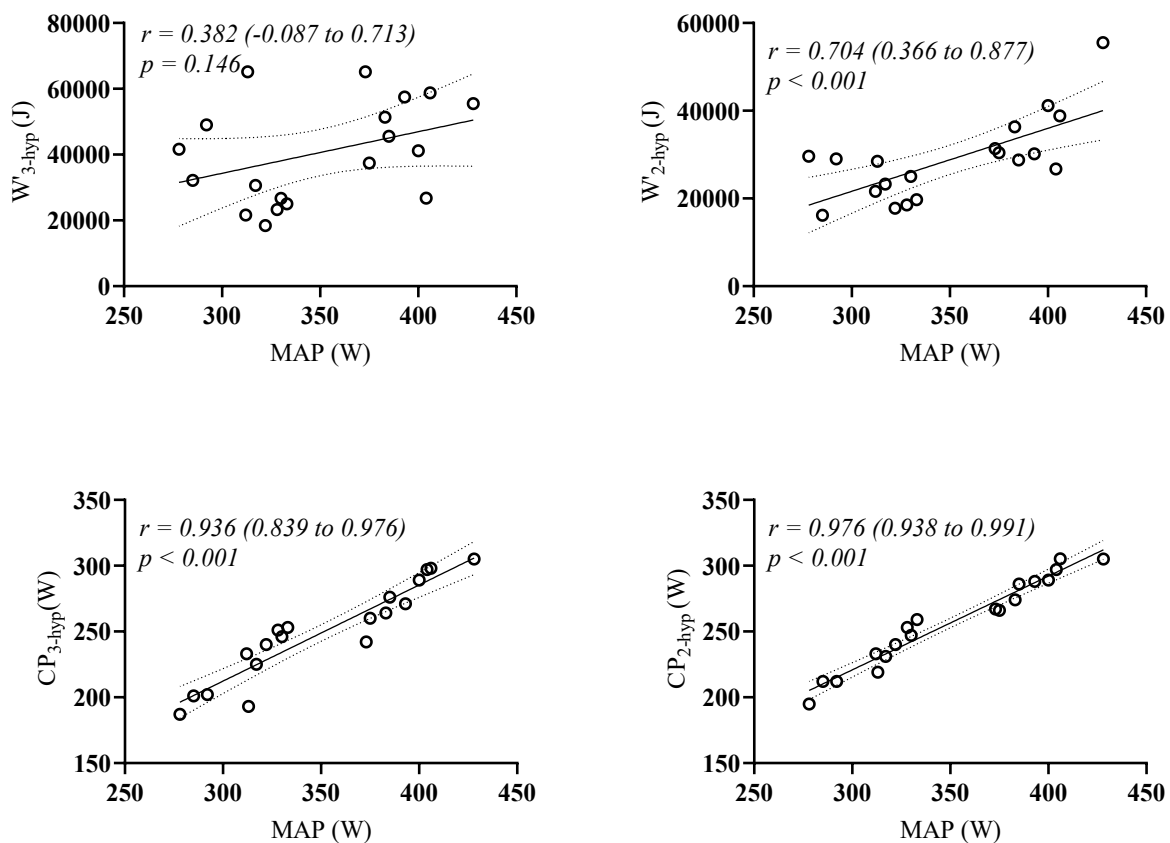 r = 0.382 (-0.087 to 0.713)
p = 0.146
W'3-hyp (J)
80000
60000
40000
20000
0
250 300 350 400 450
MAP (W)
r = 0.704 (0.366 to 0.877)
p < 0.001
W'2-hyp (J)
60000
40000
20000
0
250 300 350 400 450
MAP (W)
r = 0.936 (0.839 to 0.976)
p < 0.001
CP3-hyp(W)
350
300
250
200
150
250 300 350 400 450
MAP (W)
r = 0.976 (0.938 to 0.991)
p < 0.001
CP2-hyp (W)
350
300
250
200
150
250 300 350 400 450
MAP (W)